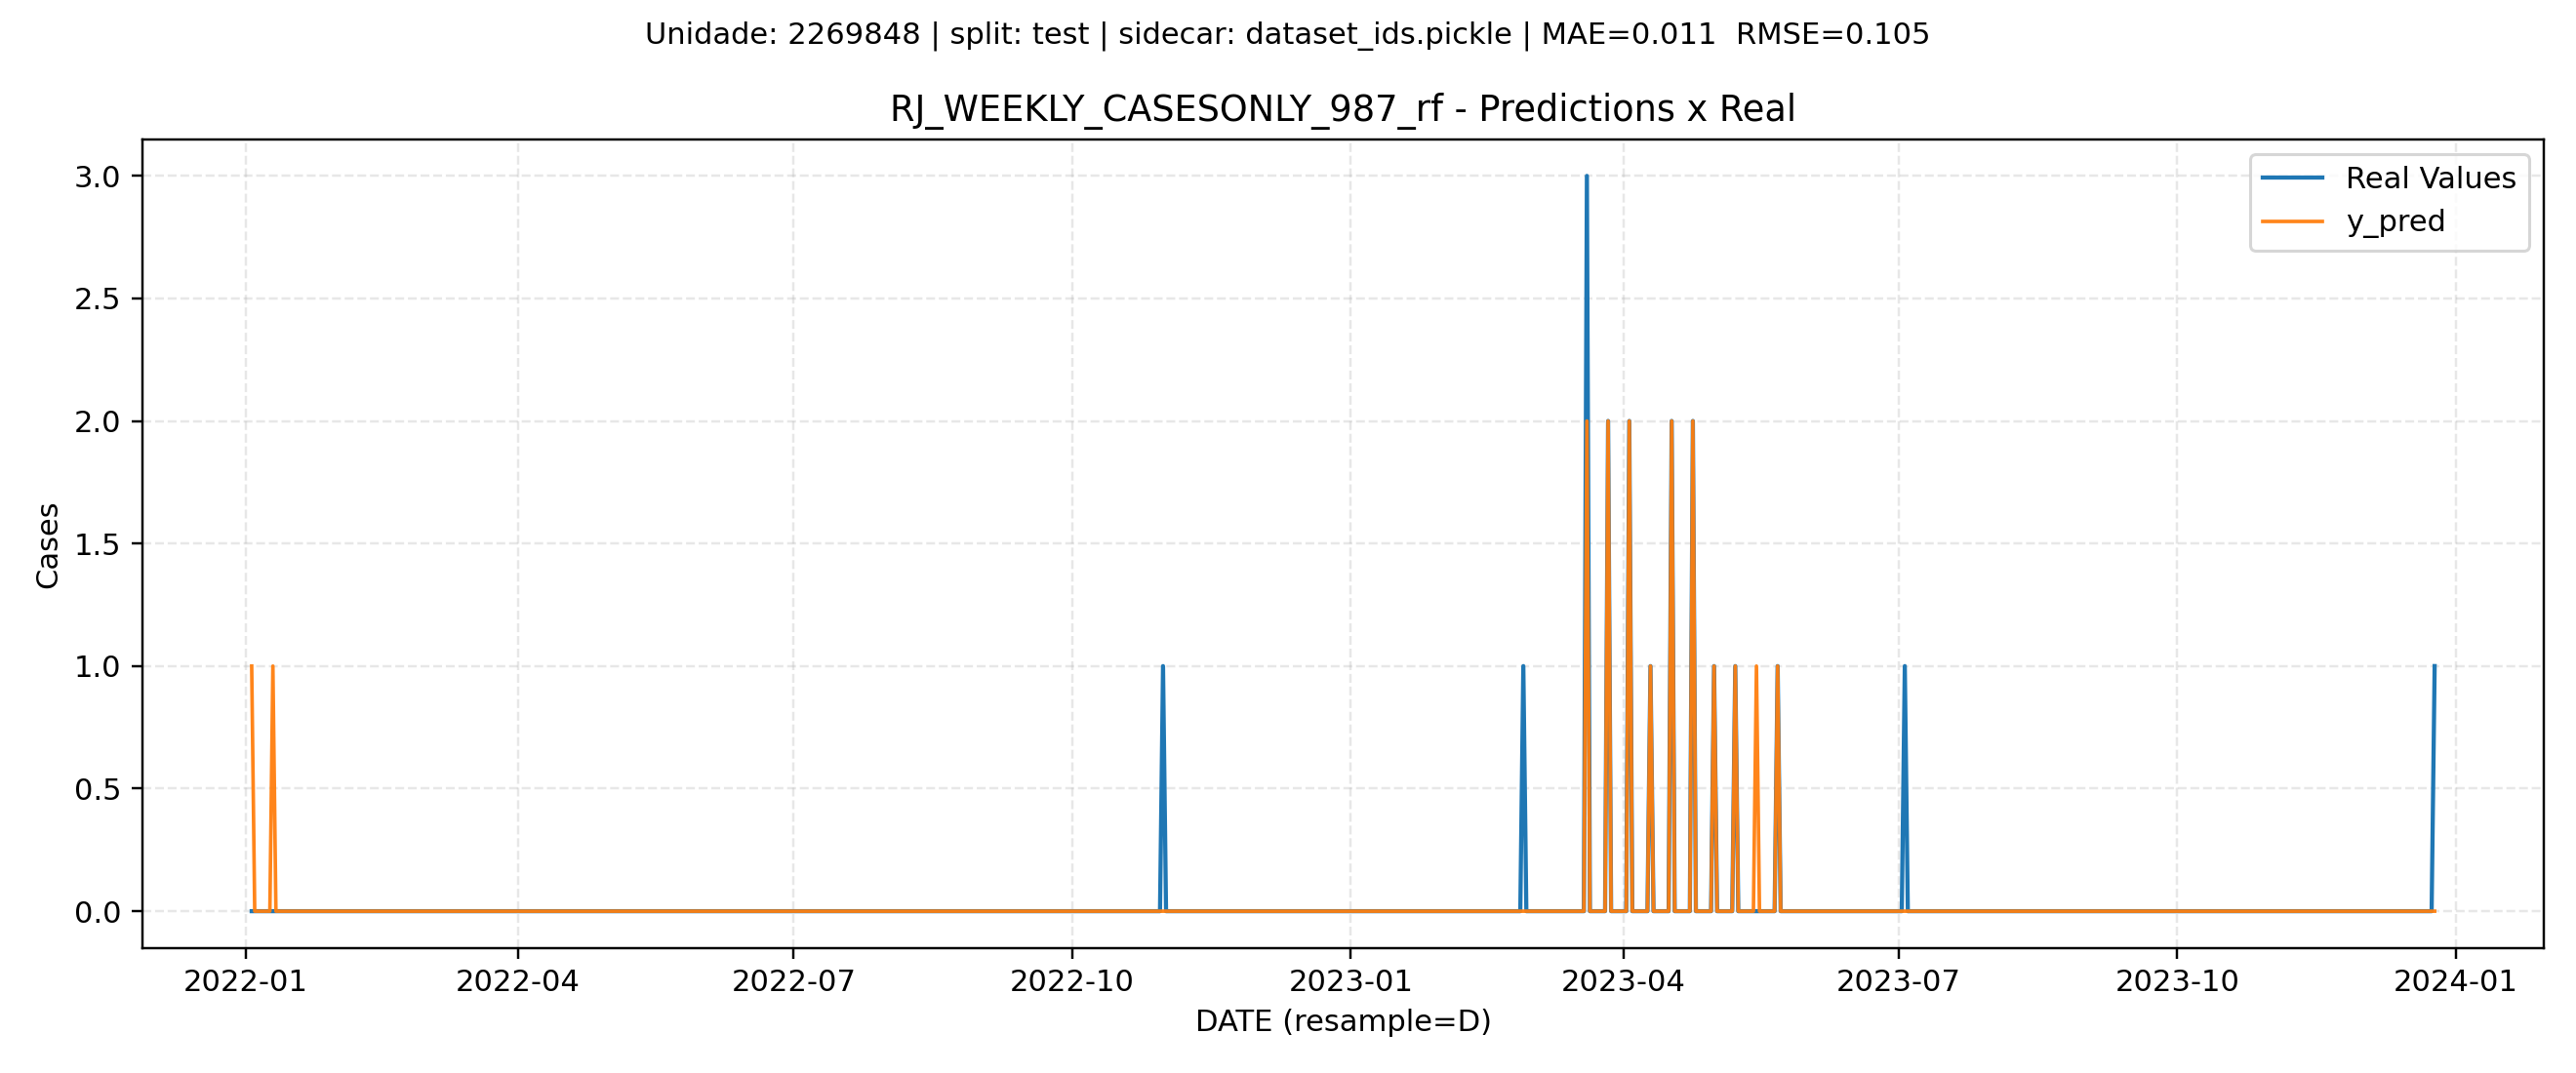 Unidade: 2269848 | split: test | sidecar: dataset_ids.pickle | MAE=0.011  RMSE=0.105
RJ_WEEKLY_CASESONLY_987_rf - Predictions x Real
Real Values
y_pred
Cases
3.0
2.5
2.0
1.5
1.0
0.5
0.0
2022-01
2022-04
2022-07
2022-10
2023-01
2023-04
2023-07
2023-10
2024-01
DATE (resample=D)